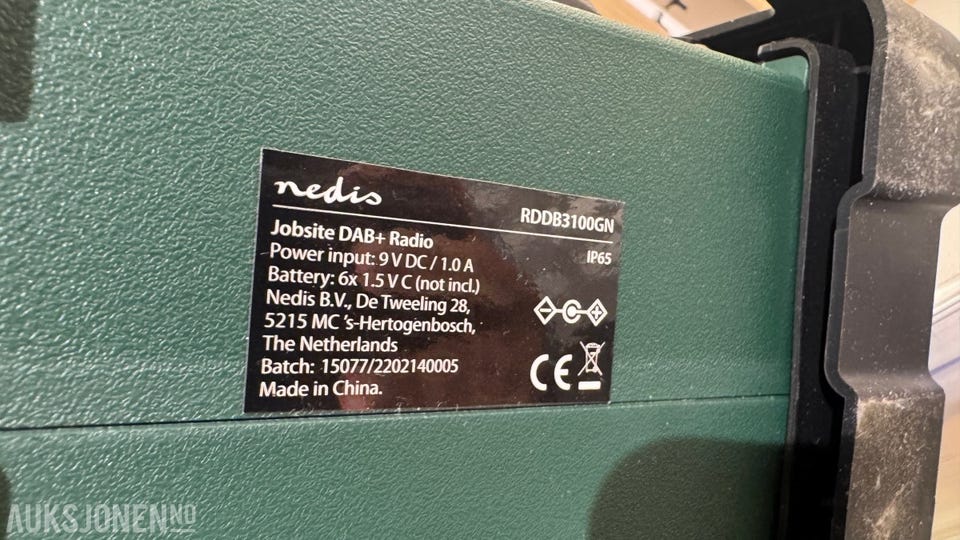 nedis
RDDB3100GN
Jobsite DAB+ Radio
IP65
Power input: 9 V DC / 1.0 A
Battery: 6x 1.5 V C (not incl.)
Nedis B.V., De Tweeling 28,
5215 MC 's-Hertogenbosch,
The Netherlands
Batch: 15077/2202140005
Made in China.
CE
AUKSJONEN NO